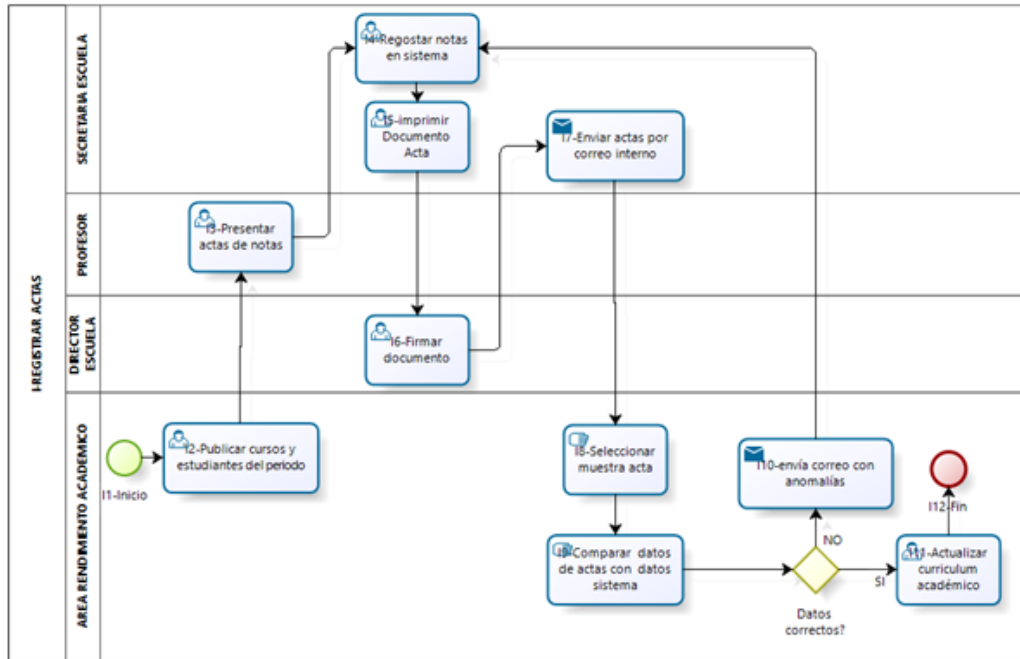 I-REGISTRAR ACTAS
SECRETARIA ESCUELA
I4-Regostar notas
en sistema
I5-imprimir
Documento
Acta
I7-Enviar actas por
correo interno
PROFESOR
I3-Presentar
actas de notas
DIRECTOR
ESCUELA
I6-Firmar
documento
AREA RENDIMIENTO ACADEMICO
I1-Inicio
I2-Publicar cursos y
estudiantes del periodo
I8-Seleccionar
muestra acta
I9-Comparar datos
de actas con datos
sistema
Datos
correctos?
NO
SI
I10-envía correo con
anomalías
I11-Actualizar
curriculum
académico
I12-Fin